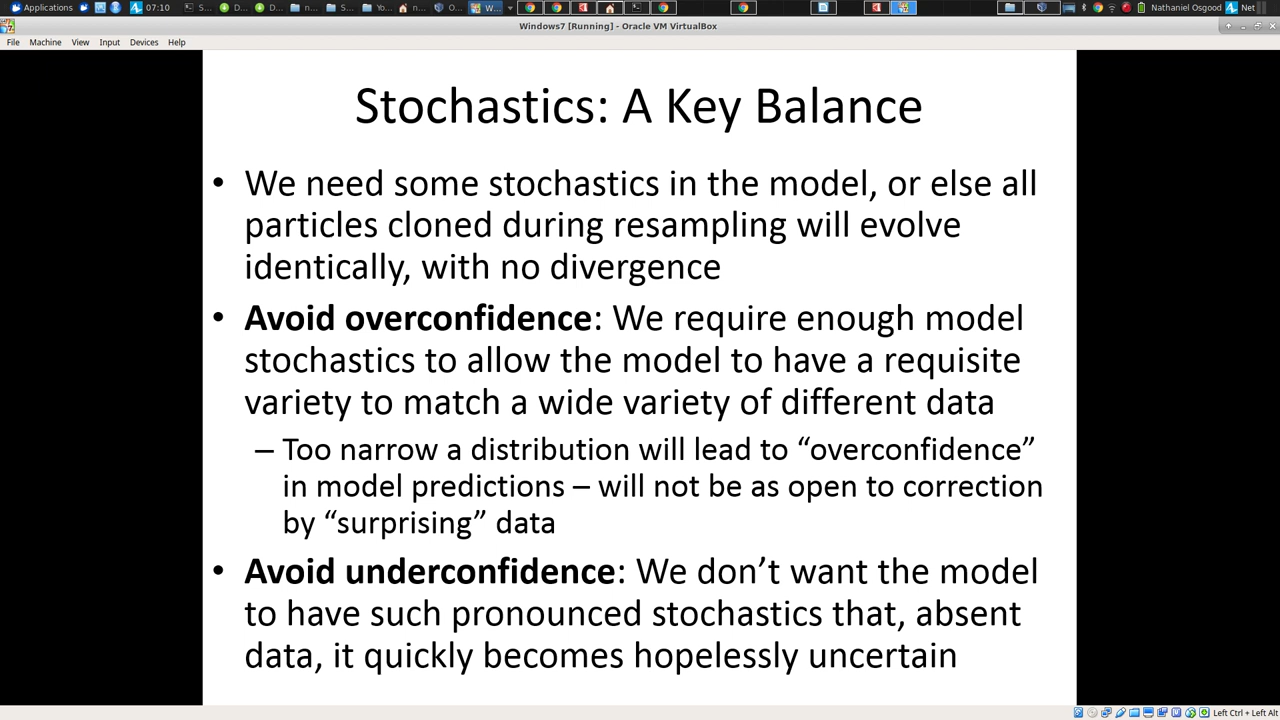 Applications
07:10
S...
D...
D...
n...
S...
Yo...
n...
O...
W...
Nathaniel Osgood
Net
Windows7 [Running] - Oracle VM VirtualBox
File Machine View Input Devices Help
Stochastics: A Key Balance
• We need some stochastics in the model, or else all
particles cloned during resampling will evolve
identically, with no divergence
• Avoid overconfidence: We require enough model
stochastics to allow the model to have a requisite
variety to match a wide variety of different data
– Too narrow a distribution will lead to “overconfidence”
in model predictions – will not be as open to correction
by “surprising” data
• Avoid underconfidence: We don’t want the model
to have such pronounced stochastics that, absent
data, it quickly becomes hopelessly uncertain
Left Ctrl + Left Alt